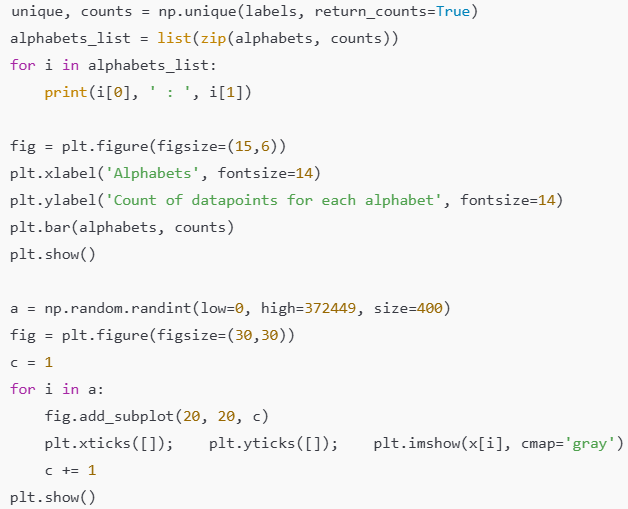 unique, counts = np.unique(labels, return_counts=True)
alphabets_list = list(zip(alphabets, counts))
for i in alphabets_list:
    print(i[0], ' : ', i[1])

fig = plt.figure(figsize=(15,6))
plt.xlabel('Alphabets', fontsize=14)
plt.ylabel('Count of datapoints for each alphabet', fontsize=14)
plt.bar(alphabets, counts)
plt.show()

a = np.random.randint(low=0, high=372449, size=400)
fig = plt.figure(figsize=(30,30))
c = 1
for i in a:
    fig.add_subplot(20, 20, c)
    plt.xticks([]);    plt.yticks([]);    plt.imshow(x[i], cmap='gray')
    c += 1
plt.show()